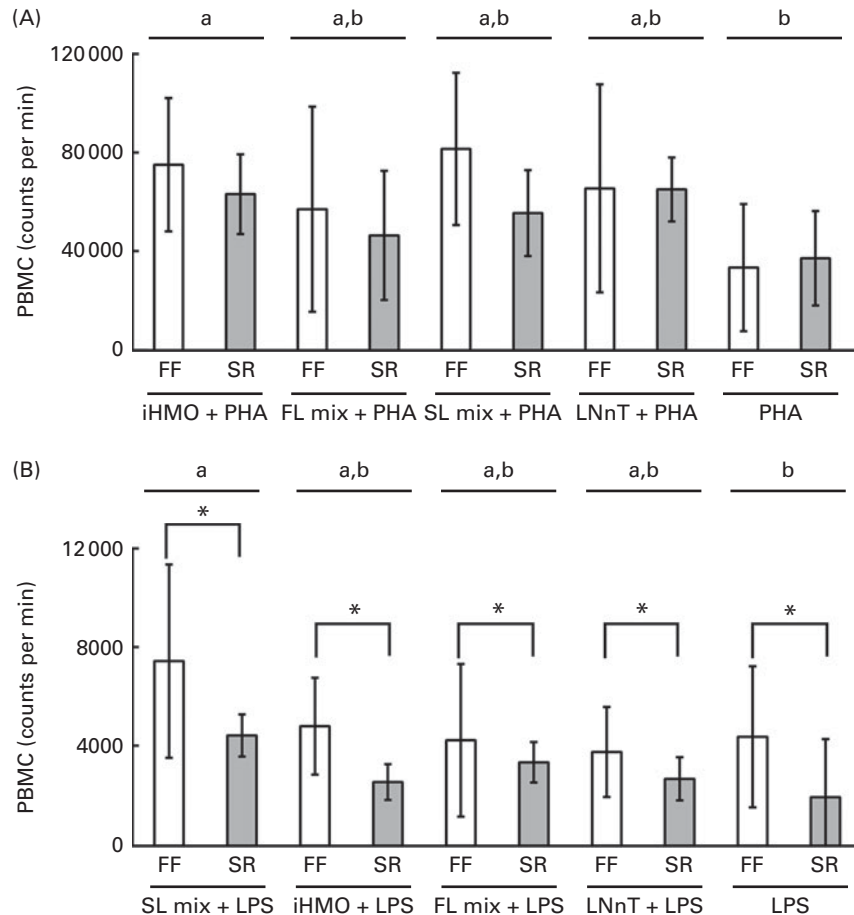 (A)
a a,b a,b a,b b
120 000
80 000
40 000
0
PBMC (counts per min)
FF SR FF SR FF SR FF SR FF SR
iHMO + PHA FL mix + PHA SL mix + PHA LNnT + PHA PHA
(B)
a a,b a,b a,b b
* * * * *
12 000
8000
4000
0
PBMC (counts per min)
FF SR FF SR FF SR FF SR FF SR
SL mix + LPS iHMO + LPS FL mix + LPS LNnT + LPS LPS